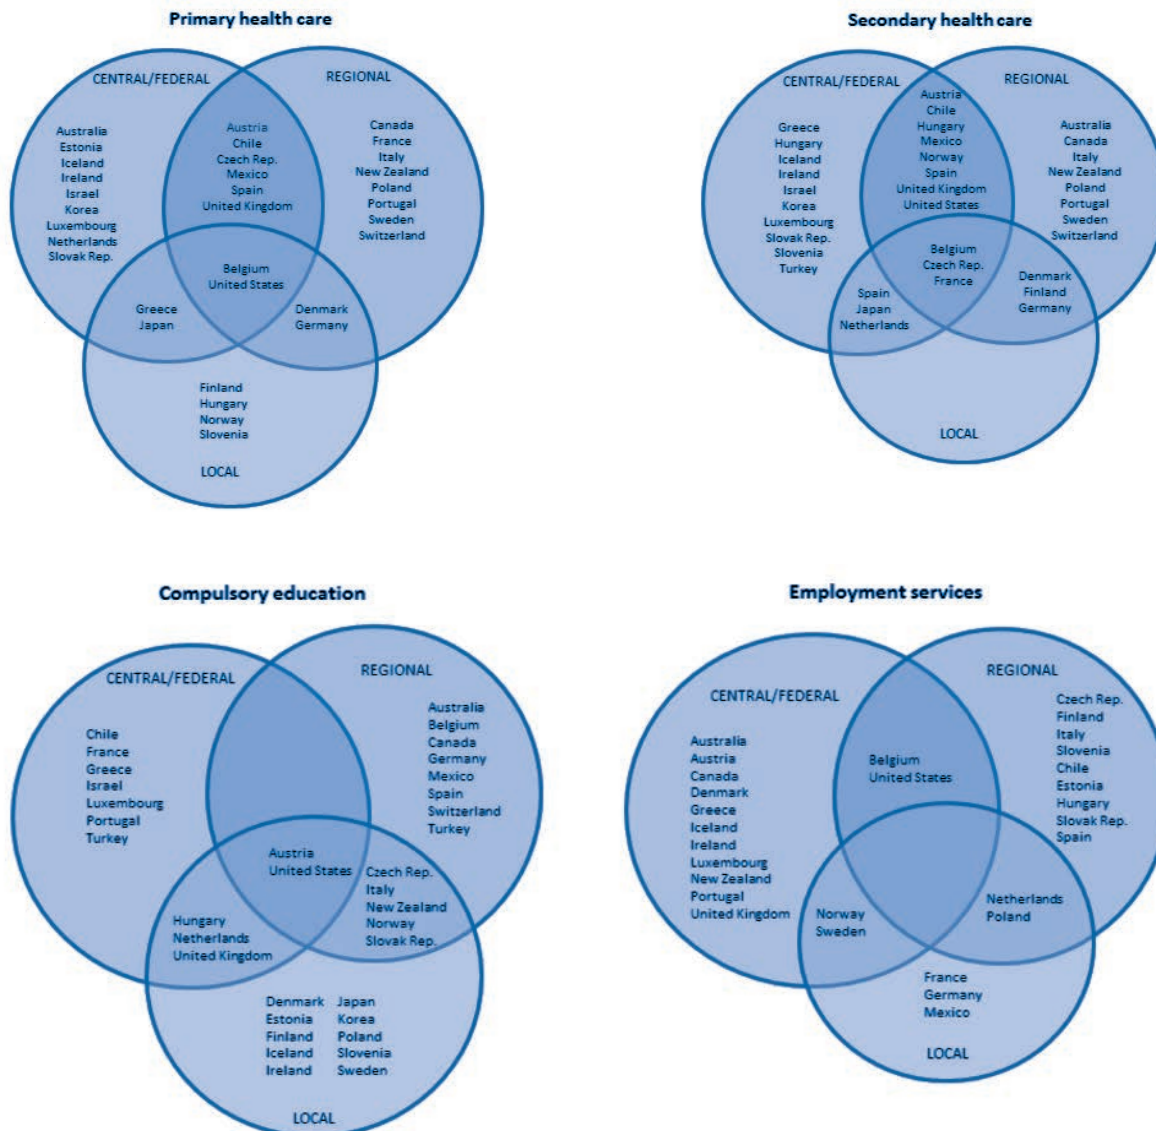 Primary health care
CENTRAL/FEDERAL
REGIONAL
Australia
Estonia
Iceland
Ireland
Israel
Korea
Luxembourg
Netherlands
Slovak Rep.
Austria
Chile
Czech Rep.
Mexico
Spain
United Kingdom
Canada
France
Italy
New Zealand
Poland
Portugal
Sweden
Switzerland
Belgium
United States
Greece
Japan
Denmark
Germany
Finland
Hungary
Norway
Slovenia
LOCAL
Secondary health care
CENTRAL/FEDERAL
REGIONAL
Greece
Hungary
Iceland
Ireland
Israel
Korea
Luxembourg
Slovak Rep.
Slovenia
Turkey
Austria
Chile
Hungary
Mexico
Norway
Spain
United Kingdom
United States
Australia
Canada
Italy
New Zealand
Poland
Portugal
Sweden
Switzerland
Belgium
Czech Rep.
France
Spain
Japan
Netherlands
Denmark
Finland
Germany
LOCAL
Compulsory education
CENTRAL/FEDERAL
REGIONAL
Chile
France
Greece
Israel
Luxembourg
Portugal
Turkey
Australia
Belgium
Canada
Germany
Mexico
Spain
Switzerland
Turkey
Austria
United States
Czech Rep.
Italy
New Zealand
Norway
Slovak Rep.
Hungary
Netherlands
United Kingdom
Denmark Japan
Estonia Korea
Finland Poland
Iceland Slovenia
Ireland Sweden
LOCAL
Employment services
CENTRAL/FEDERAL
REGIONAL
Australia
Austria
Canada
Denmark
Greece
Iceland
Ireland
Luxembourg
New Zealand
Portugal
United Kingdom
Belgium
United States
Czech Rep.
Finland
Italy
Slovenia
Chile
Estonia
Hungary
Slovak Rep.
Spain
Norway
Sweden
Netherlands
Poland
France
Germany
Mexico
LOCAL